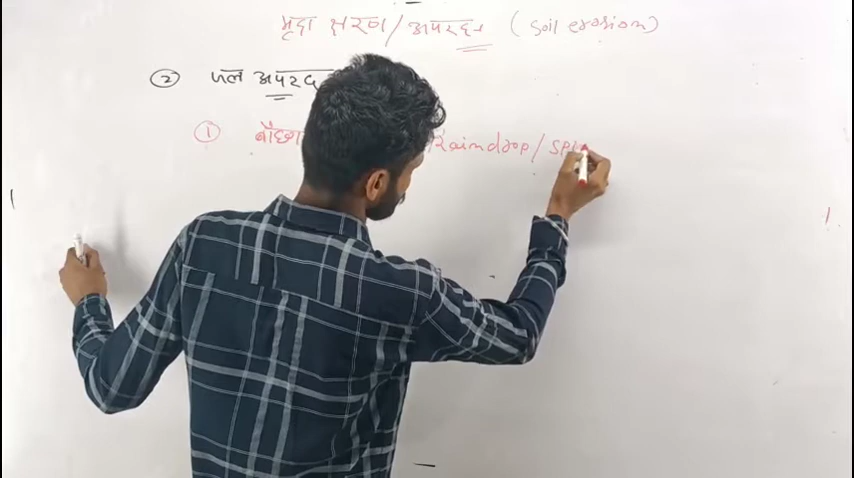 मृदा क्षरण/अपरदन (Soil erosion)
② जल अपरद
① बौछा Raindrop/ SPl